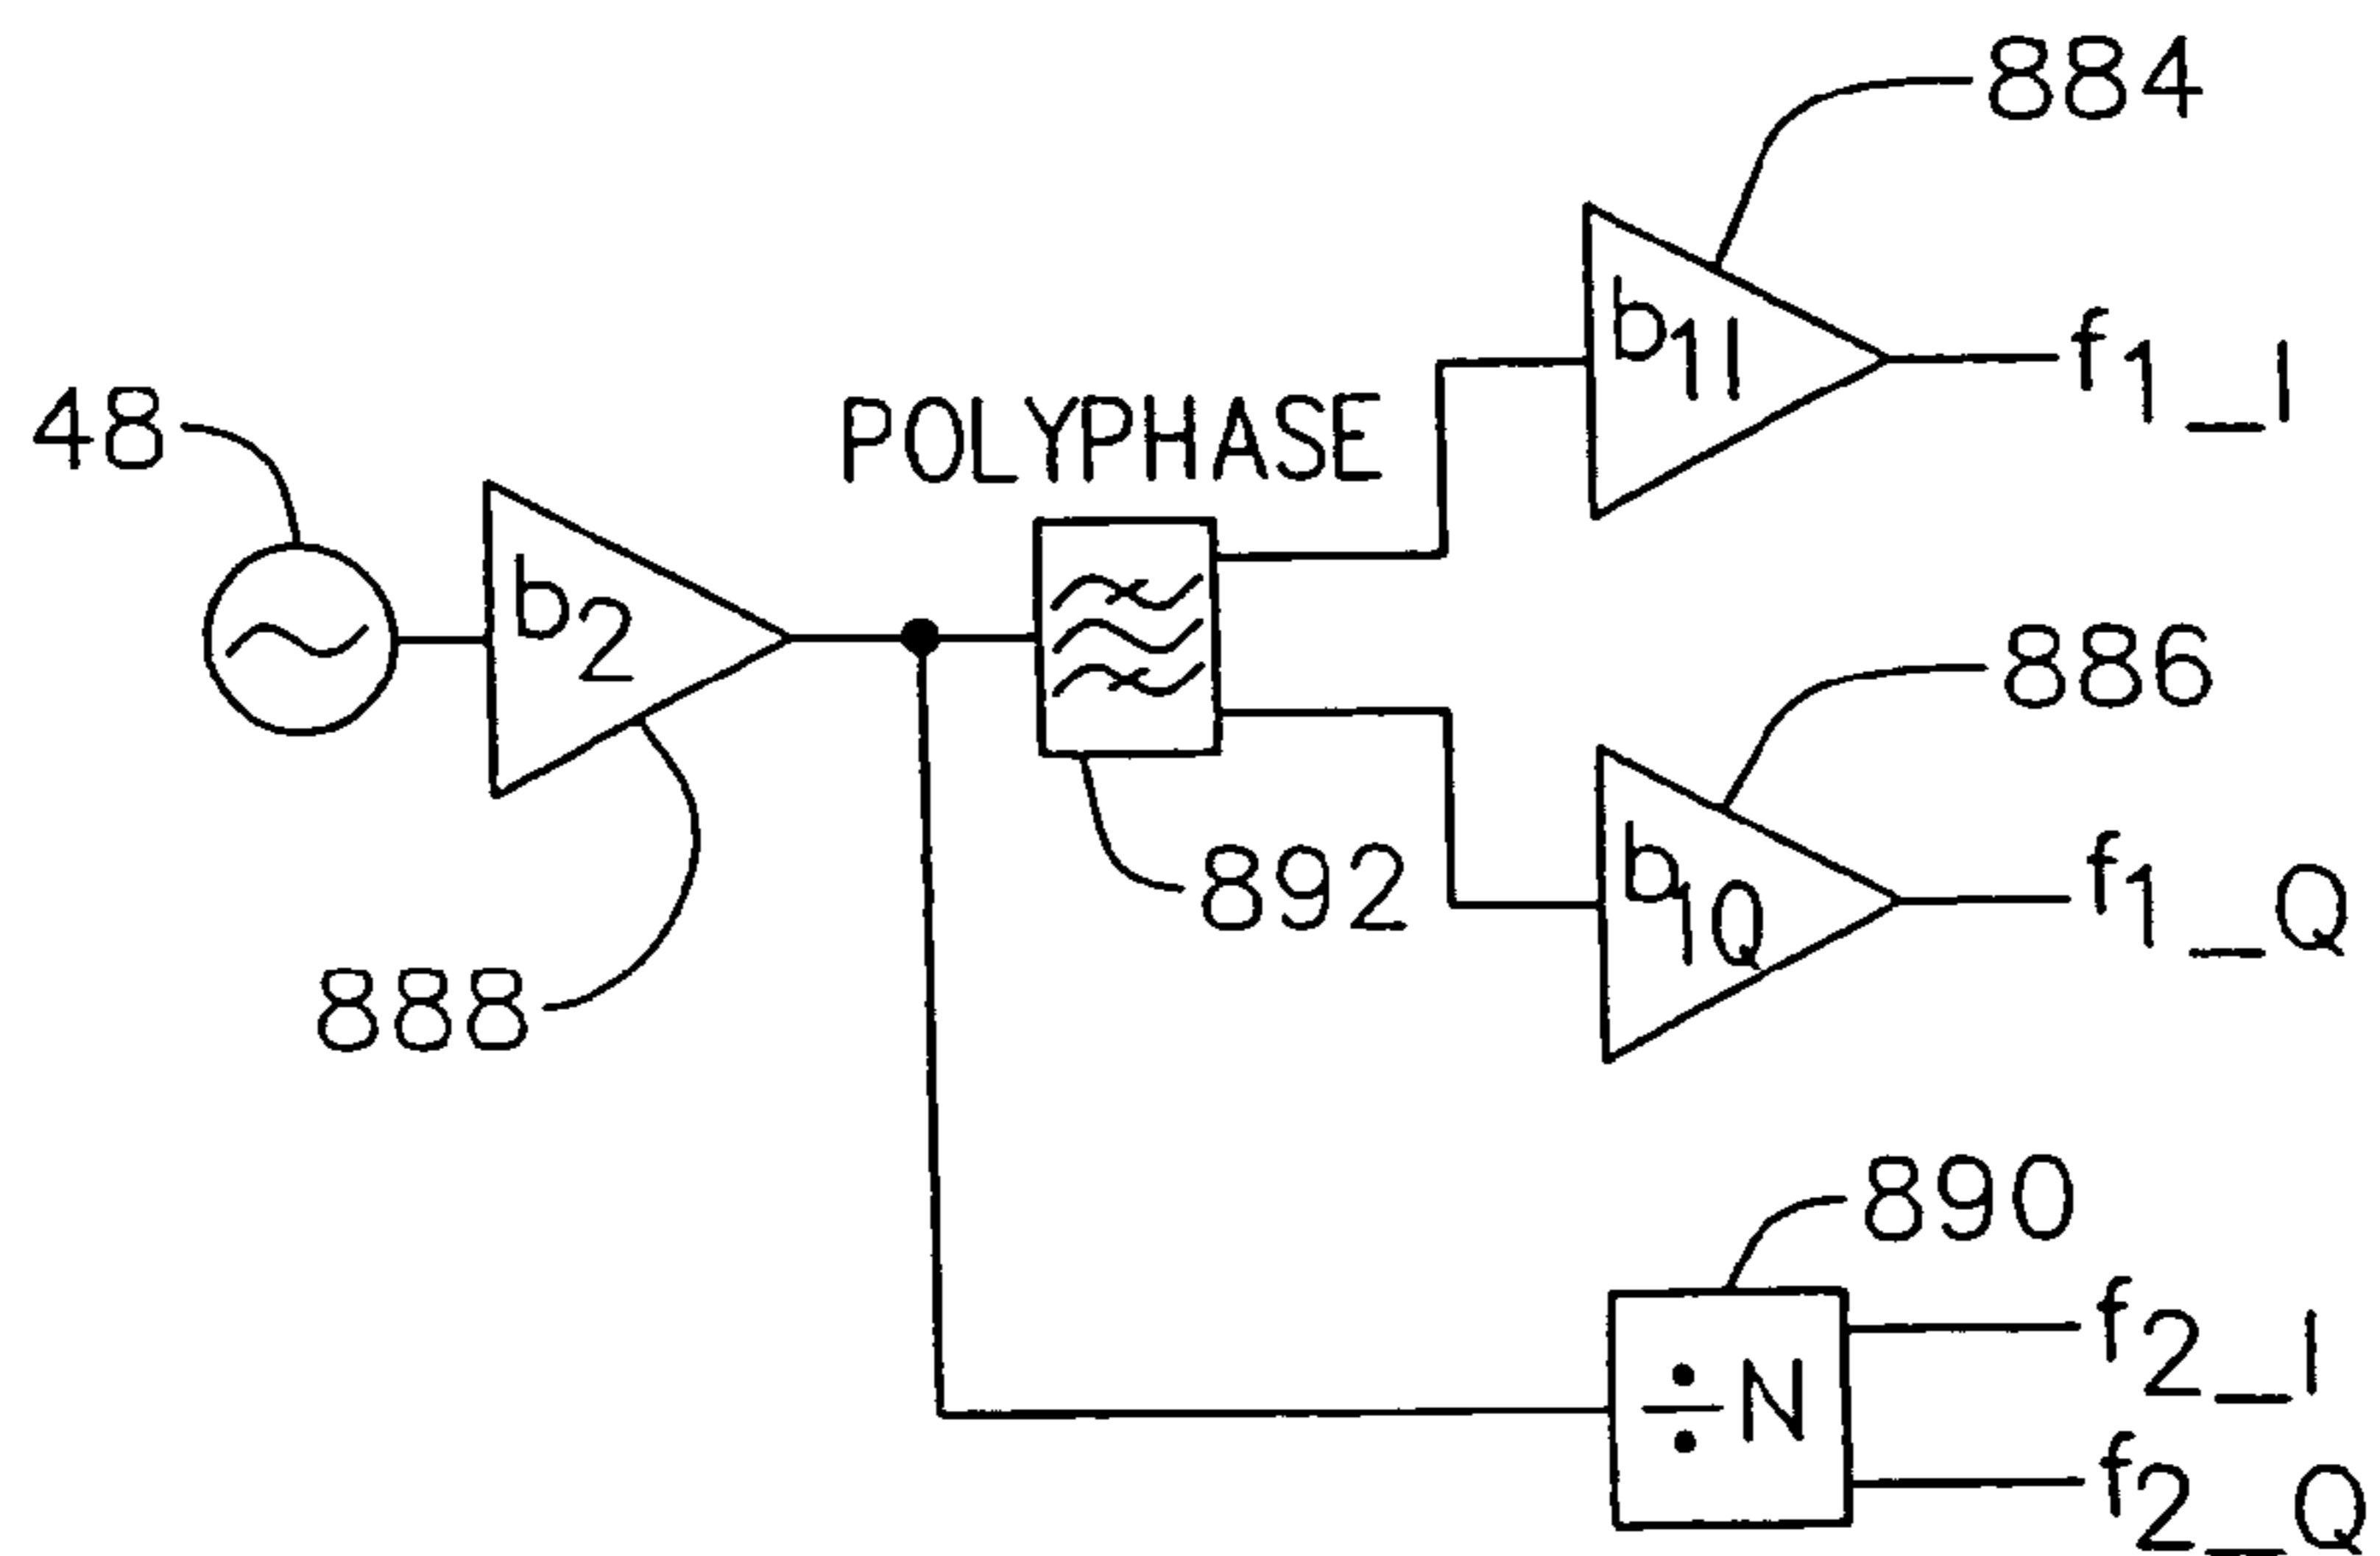 884
b1I
f1_I
48
POLYPHASE
b2
886
892
b1Q
f1_Q
888
890
÷N
f2_I
f2_Q